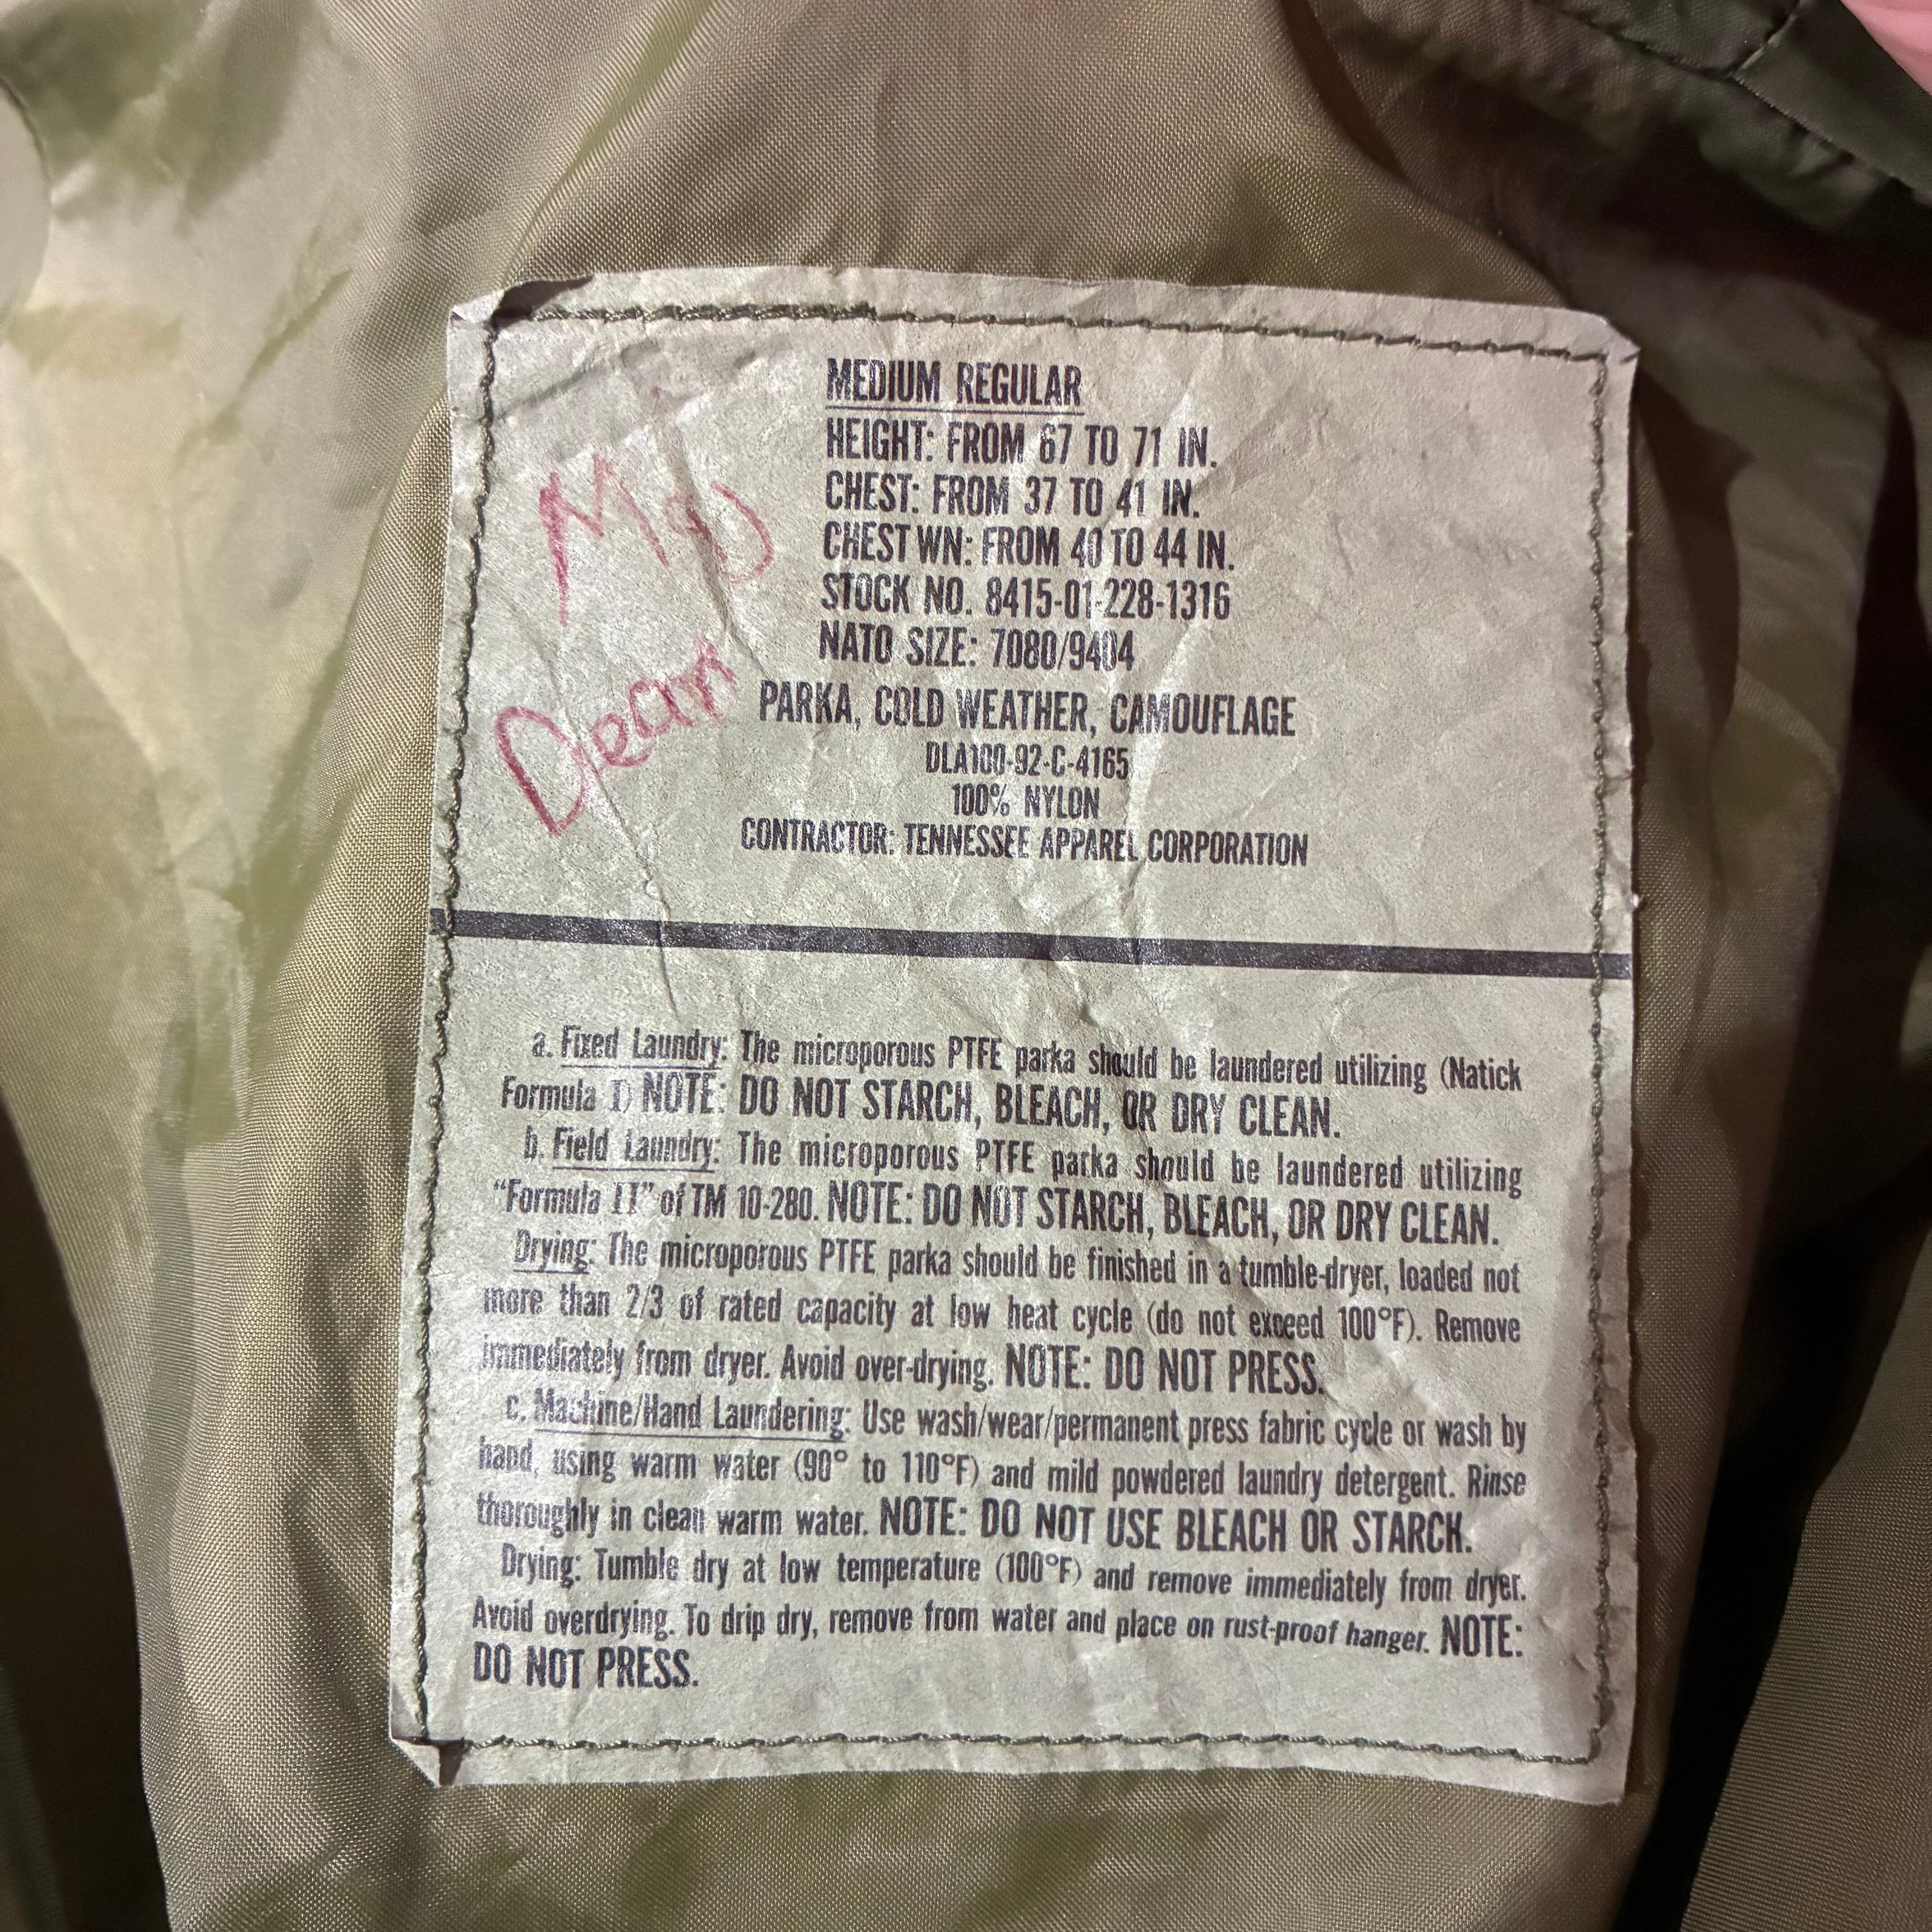 MEDIUM REGULAR
HEIGHT: FROM 67 TO 71 IN.
CHEST: FROM 37 TO 41 IN.
CHEST WN: FROM 40 TO 44 IN.
STOCK NO. 8415-01-228-1316
NATO SIZE: 7080/9404
PARKA, COLD WEATHER, CAMOUFLAGE
DLA100-92-C-4165
100% NYLON
CONTRACTOR: TENNESSEE APPAREL CORPORATION
Dean
a. Fixed Laundry: The microporous PTFE parka should be laundered utilizing (Natick
Formula I) NOTE: DO NOT STARCH, BLEACH, OR DRY CLEAN.
b. Field Laundry: The microporous PTFE parka should be laundered utilizing
“Formula II” of TM 10-280. NOTE: DO NOT STARCH, BLEACH, OR DRY CLEAN.
Drying: The microporous PTFE parka should be finished in a tumble-dryer, loaded not
more than 2/3 of rated capacity at low heat cycle (do not exceed 100°F). Remove
immediately from dryer. Avoid over-drying. NOTE: DO NOT PRESS.
c. Machine/Hand Laundering: Use wash/wear/permanent press fabric cycle or wash by
hand, using warm water (90° to 110°F) and mild powdered laundry detergent. Rinse
thoroughly in clean warm water. NOTE: DO NOT USE BLEACH OR STARCH.
Drying: Tumble dry at low temperature (100°F) and remove immediately from dryer.
Avoid overdrying. To drip dry, remove from water and place on rust-proof hanger. NOTE:
DO NOT PRESS.